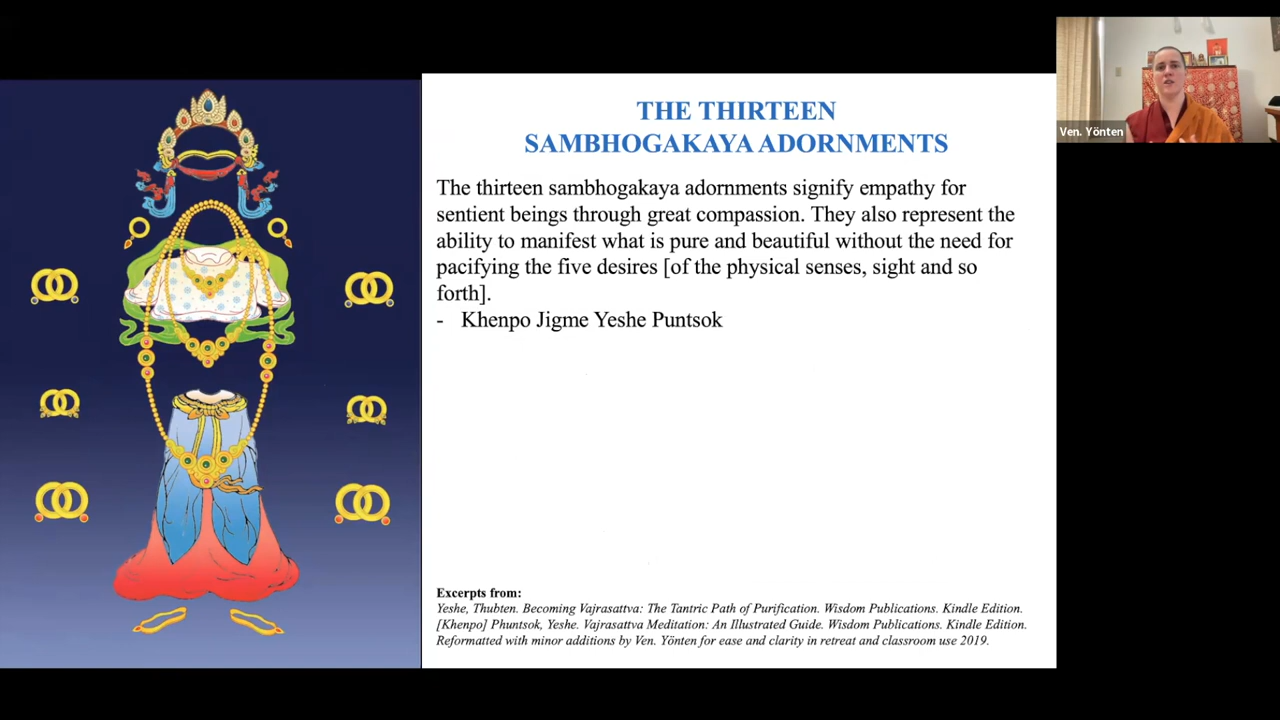 THE THIRTEEN
SAMBHOGAKAYA ADORNMENTS
The thirteen sambhogakaya adornments signify empathy for
sentient beings through great compassion. They also represent the
ability to manifest what is pure and beautiful without the need for
pacifying the five desires [of the physical senses, sight and so
forth].
- Khenpo Jigme Yeshe Puntsok
Excerpts from:
Yeshe, Thubten. Becoming Vajrasattva: The Tantric Path of Purification. Wisdom Publications. Kindle Edition.
[Khenpo] Phuntsok, Yeshe. Vajrasattva Meditation: An Illustrated Guide. Wisdom Publications. Kindle Edition.
Reformatted with minor additions by Ven. Yönten for ease and clarity in retreat and classroom use 2019.
Ven. Yönten